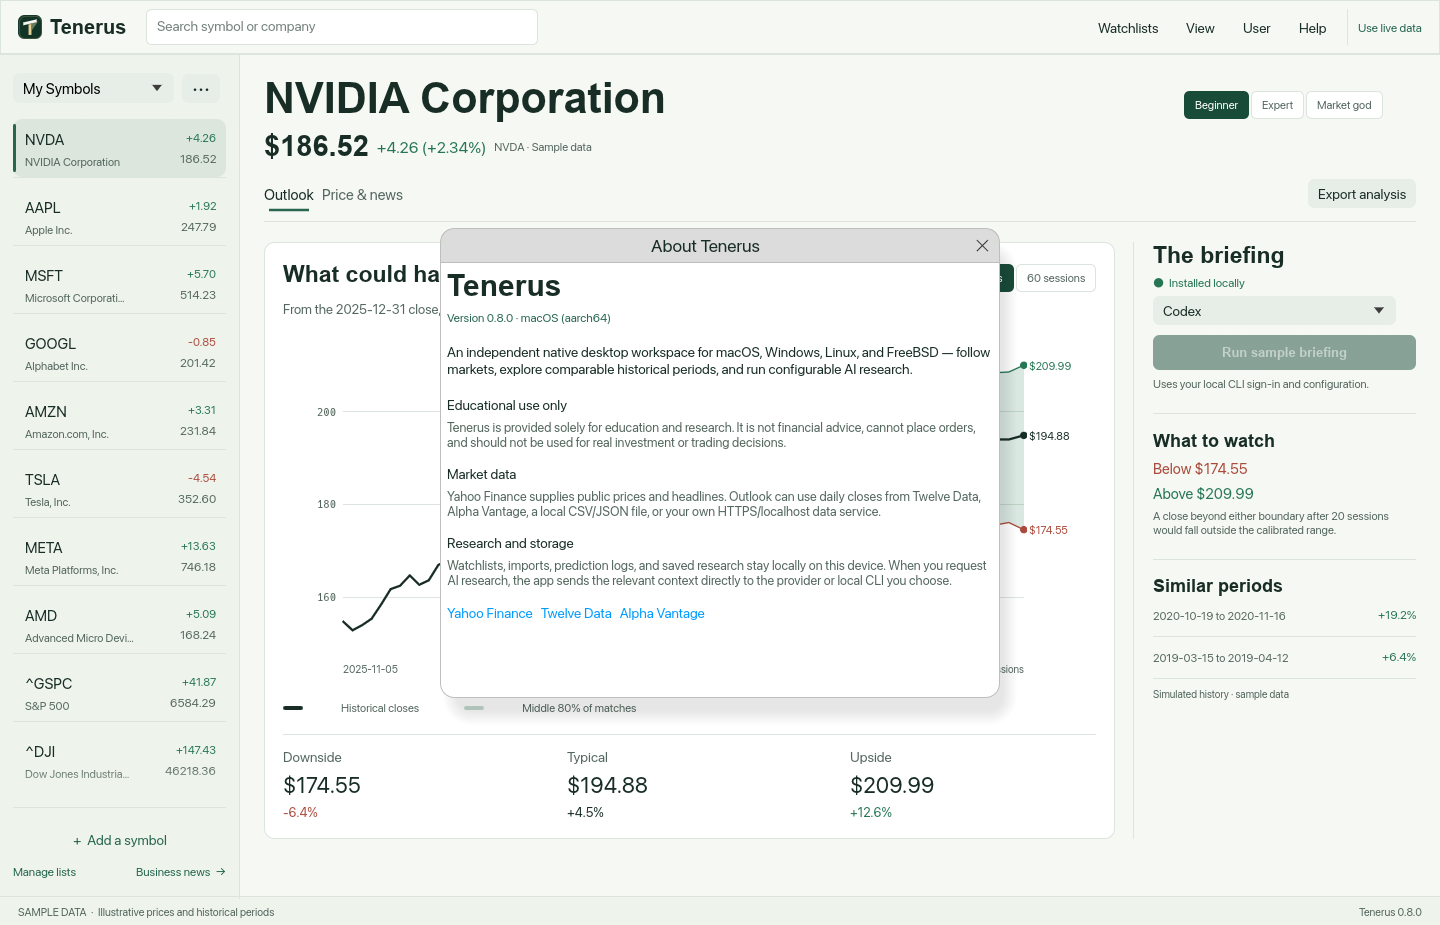 Tenerus
Search symbol or company
Watchlists
View
User
Help
Use live data
My Symbols
NVDA
+4.26
NVIDIA Corporation
186.52
AAPL
+1.92
Apple Inc.
247.79
MSFT
+5.70
Microsoft Corporati...
514.23
GOOGL
-0.85
Alphabet Inc.
201.42
AMZN
+3.31
Amazon.com, Inc.
231.84
TSLA
-4.54
Tesla, Inc.
352.60
META
+13.63
Meta Platforms, Inc.
746.18
AMD
+5.09
Advanced Micro Devi...
168.24
^GSPC
+41.87
S&P 500
6584.29
^DJI
+147.43
Dow Jones Industria...
46218.36
+ Add a symbol
Manage lists
Business news →
NVIDIA Corporation
$186.52 +4.26 (+2.34%) NVDA · Sample data
Beginner
Expert
Market god
Outlook
Price & news
Export analysis
What could ha
60 sessions
From the 2025-12-31 close,
200
180
160
2025-11-05
$209.99
$194.88
$174.55
Historical closes
Middle 80% of matches
Downside
$174.55
-6.4%
Typical
$194.88
+4.5%
Upside
$209.99
+12.6%
About Tenerus
Tenerus
Version 0.8.0 · macOS (aarch64)
An independent native desktop workspace for macOS, Windows, Linux, and FreeBSD — follow
markets, explore comparable historical periods, and run configurable AI research.
Educational use only
Tenerus is provided solely for education and research. It is not financial advice, cannot place orders,
and should not be used for real investment or trading decisions.
Market data
Yahoo Finance supplies public prices and headlines. Outlook can use daily closes from Twelve Data,
Alpha Vantage, a local CSV/JSON file, or your own HTTPS/localhost data service.
Research and storage
Watchlists, imports, prediction logs, and saved research stay locally on this device. When you request
AI research, the app sends the relevant context directly to the provider or local CLI you choose.
Yahoo Finance Twelve Data Alpha Vantage
The briefing
Installed locally
Codex
Run sample briefing
Uses your local CLI sign-in and configuration.
What to watch
Below $174.55
Above $209.99
A close beyond either boundary after 20 sessions
would fall outside the calibrated range.
Similar periods
2020-10-19 to 2020-11-16
+19.2%
2019-03-15 to 2019-04-12
+6.4%
Simulated history · sample data
SAMPLE DATA · Illustrative prices and historical periods
Tenerus 0.8.0